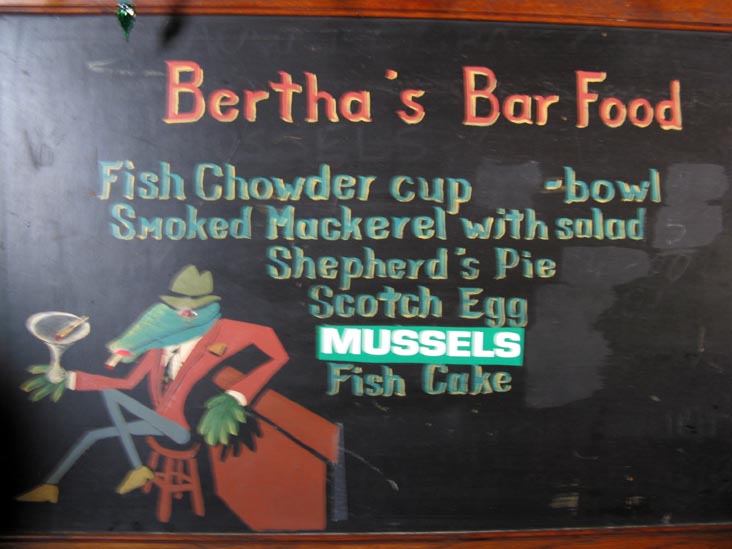 Bertha's Bar Food
Fish Chowder cup -bowl
Smoked Mackerel with salad
Shepherd's Pie
Scotch Egg
MUSSELS
Fish Cake